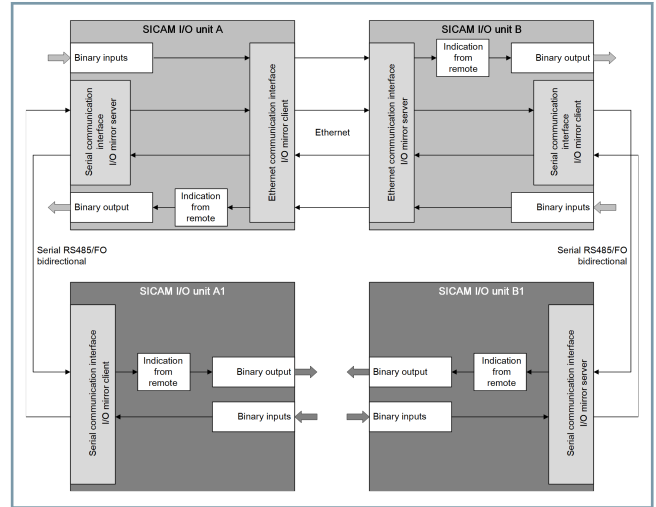 SICAM I/O unit A
SICAM I/O unit B
Binary inputs
Indication
from
remote
Binary output
Serial communication
interface
I/O mirror server
Ethernet communication interface
I/O mirror client
Ethernet
Ethernet communication interface
I/O mirror server
Serial communication
interface
I/O mirror client
Binary output
Indication
from
remote
Binary inputs
Serial RS485/FO
bidirectional
Serial RS485/FO
bidirectional
SICAM I/O unit A1
SICAM I/O unit B1
Serial communication interface
I/O mirror client
Indication
from
remote
Binary output
Binary inputs
Binary output
Indication
from
remote
Binary inputs
Serial communication interface
I/O mirror server